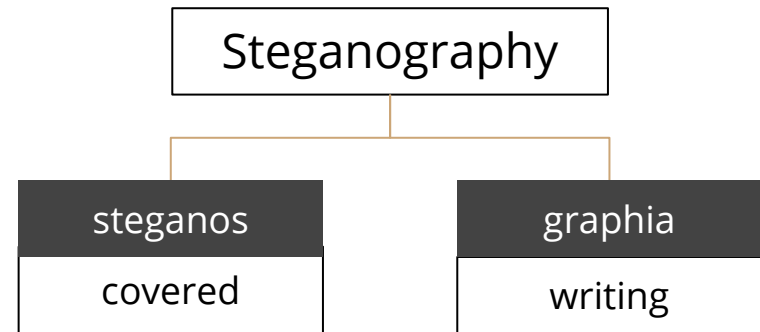 Steganography
steganos
graphia
covered
writing